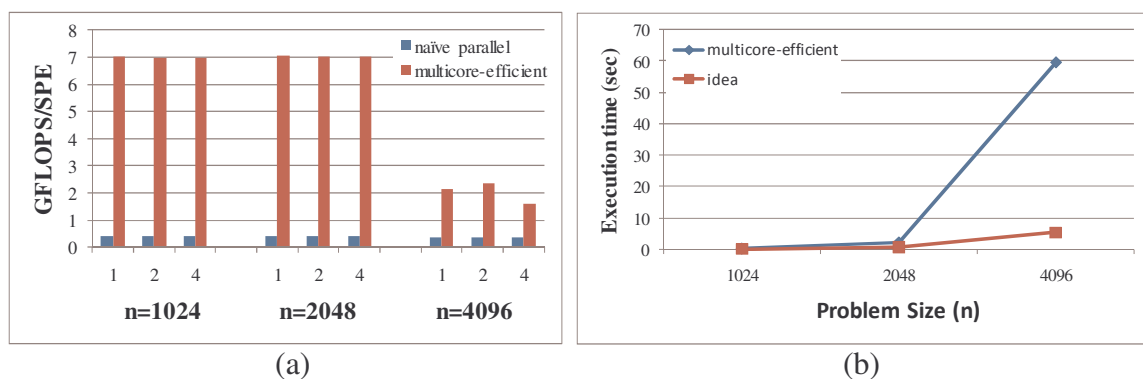 8
7
6
5
4
3
2
1
0
GFLOPS/SPE
naïve parallel
multicore-efficient
1 2 4 1 2 4 1 2 4
n=1024 n=2048 n=4096
(a)
70
60
50
40
30
20
10
0
Execution time (sec)
multicore-efficient
idea
1024 2048 4096
Problem Size (n)
(b)